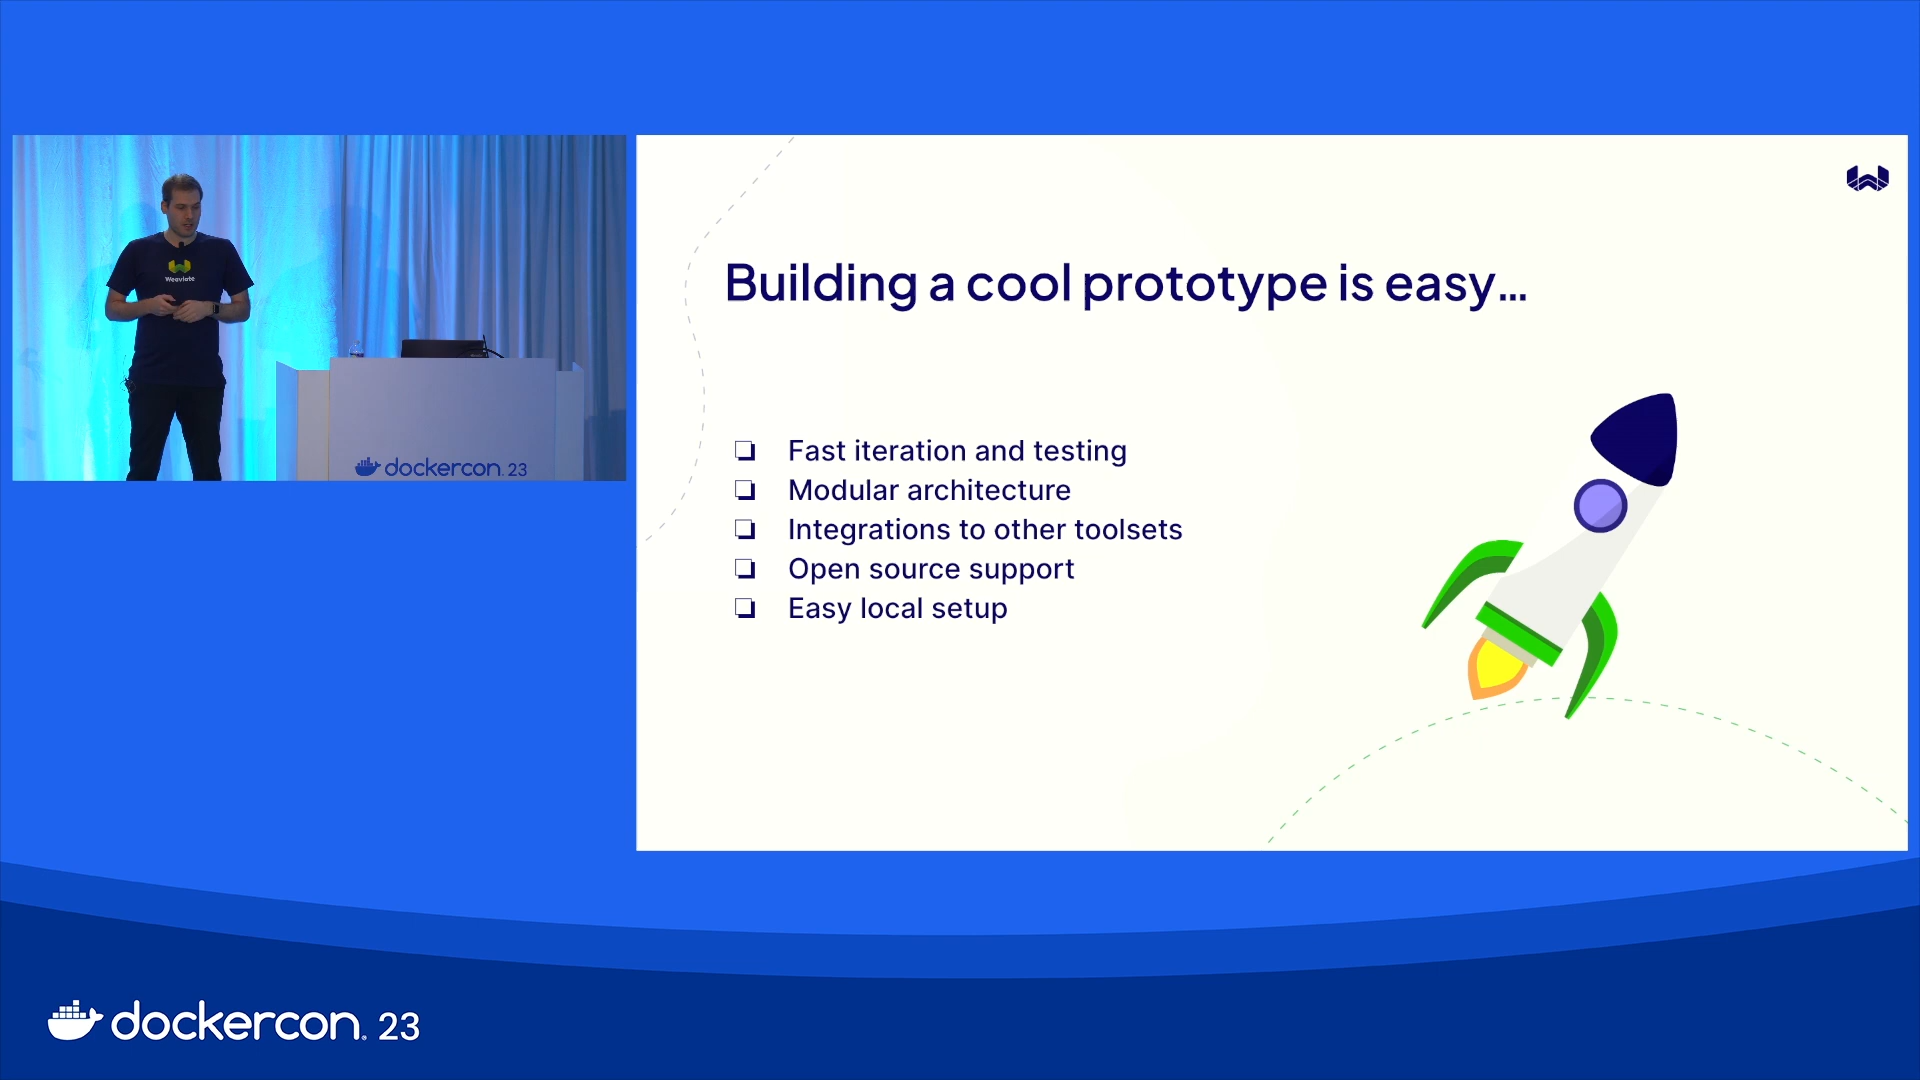 Weaviate
dockercon. 23
Building a cool prototype is easy...
Fast iteration and testing
Modular architecture
Integrations to other toolsets
Open source support
Easy local setup
dockercon. 23